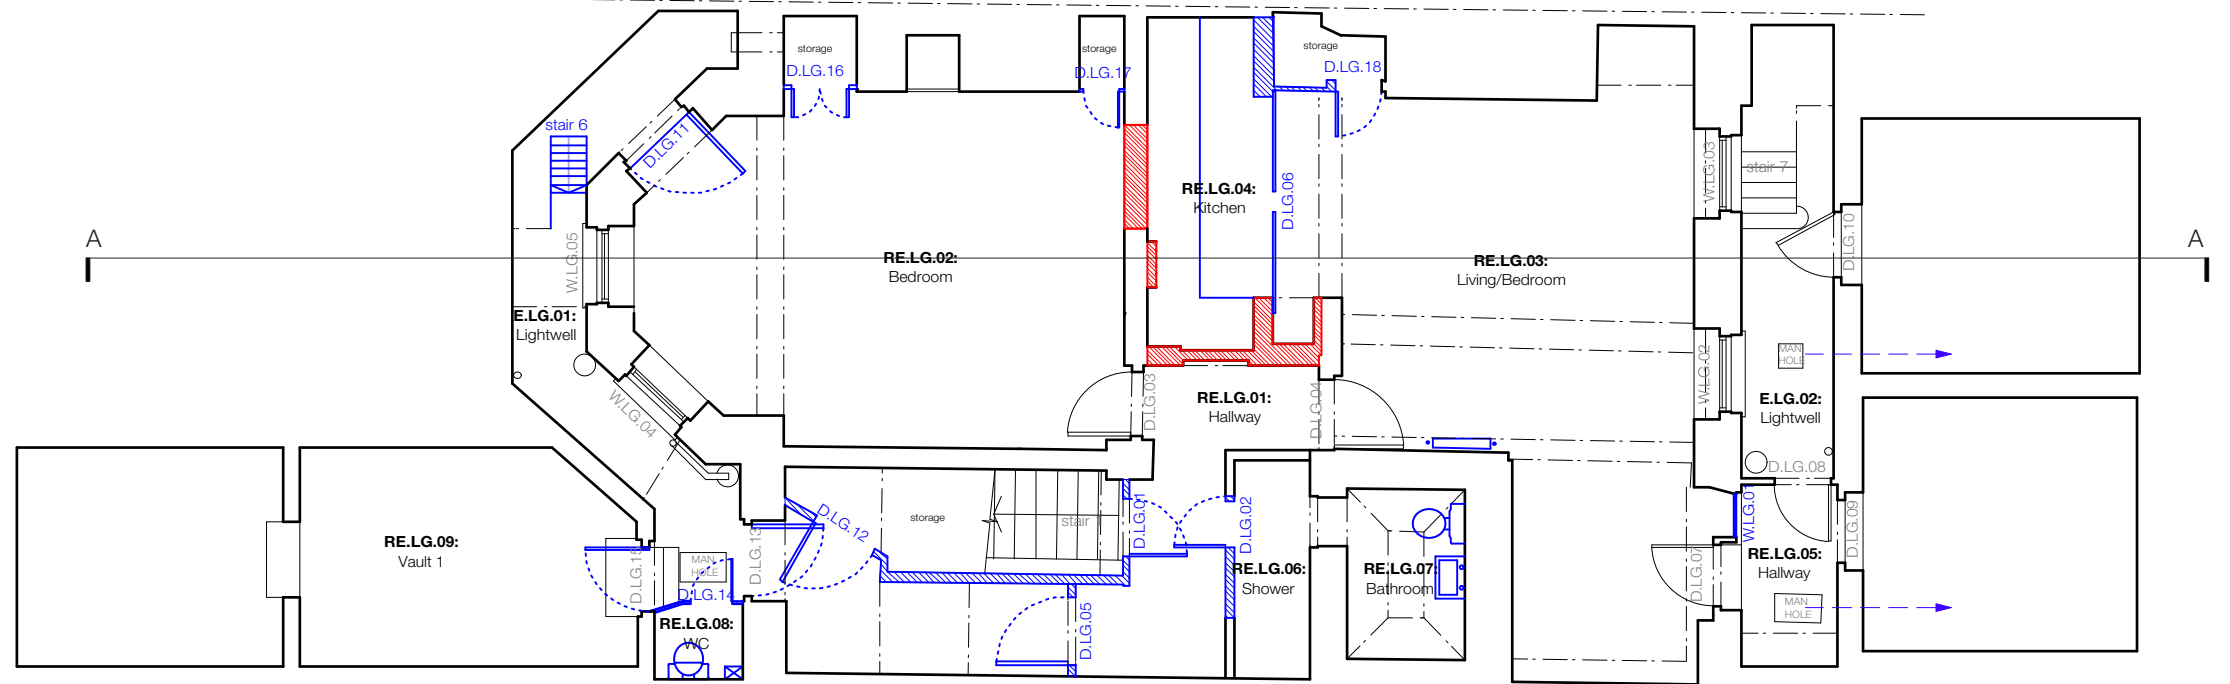 storage
storage
storage
D.LG.16
D.LG.17
D.LG.18
stair 6
D.LG.11
W.LG.03
stair 7
RE.LG.04:
Kitchen
D.LG.06
D.LG.10
A
A
W.LG.05
RE.LG.02:
Bedroom
RE.LG.03:
Living/Bedroom
E.LG.01:
Lightwell
MAN
HOLE
W.LG.02
D.LG.03
RE.LG.01:
Hallway
D.LG.04
E.LG.02:
Lightwell
W.LG.04
D.LG.08
D.LG.12
storage
stair
D.LG.01
D.LG.02
W.LG.01
D.LG.09
RE.LG.09:
Vault 1
D.LG.15
MAN
HOLE
D.LG.13
D.LG.14
RE.LG.06:
Shower
RE.LG.07:
Bathroom
D.LG.07
RE.LG.05:
Hallway
MAN
HOLE
RE.LG.08:
WC
D.LG.05